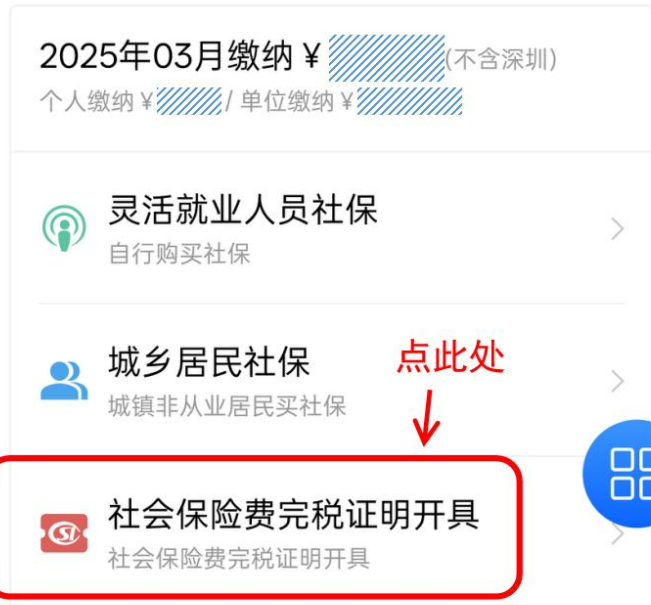 2025年03月缴纳￥(不含深圳)
个人缴纳￥/ 单位缴纳￥
灵活就业人员社保
自行购买社保
城乡居民社保
城镇非从业居民买社保
点此处
社会保险费完税证明开具
社会保险费完税证明开具